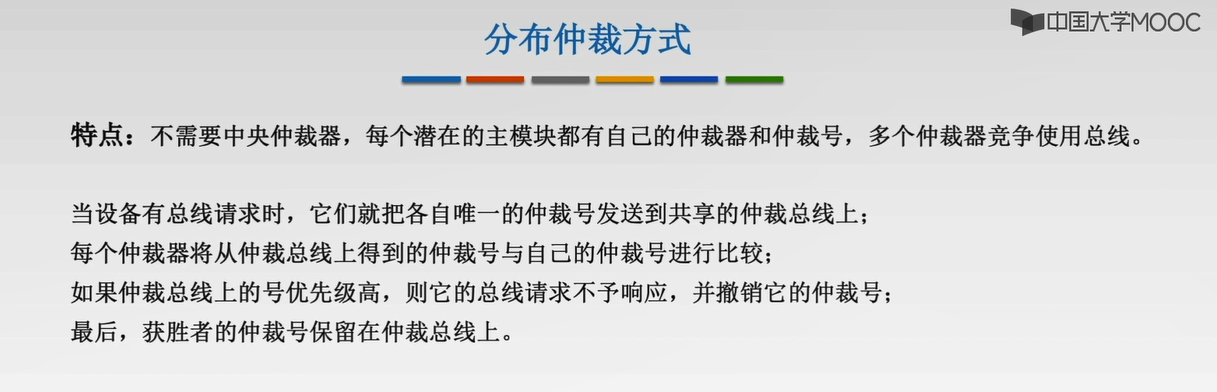 中国大学MOOC
分布仲裁方式
特点：不需要中央仲裁器，每个潜在的主模块都有自己的仲裁器和仲裁号，多个仲裁器竞争使用总线。
当设备有总线请求时，它们就把各自唯一的仲裁号发送到共享的仲裁总线上；
每个仲裁器将从仲裁总线上得到的仲裁号与自己的仲裁号进行比较；
如果仲裁总线上的号优先级高，则它的总线请求不予响应，并撤销它的仲裁号；
最后，获胜者的仲裁号保留在仲裁总线上。